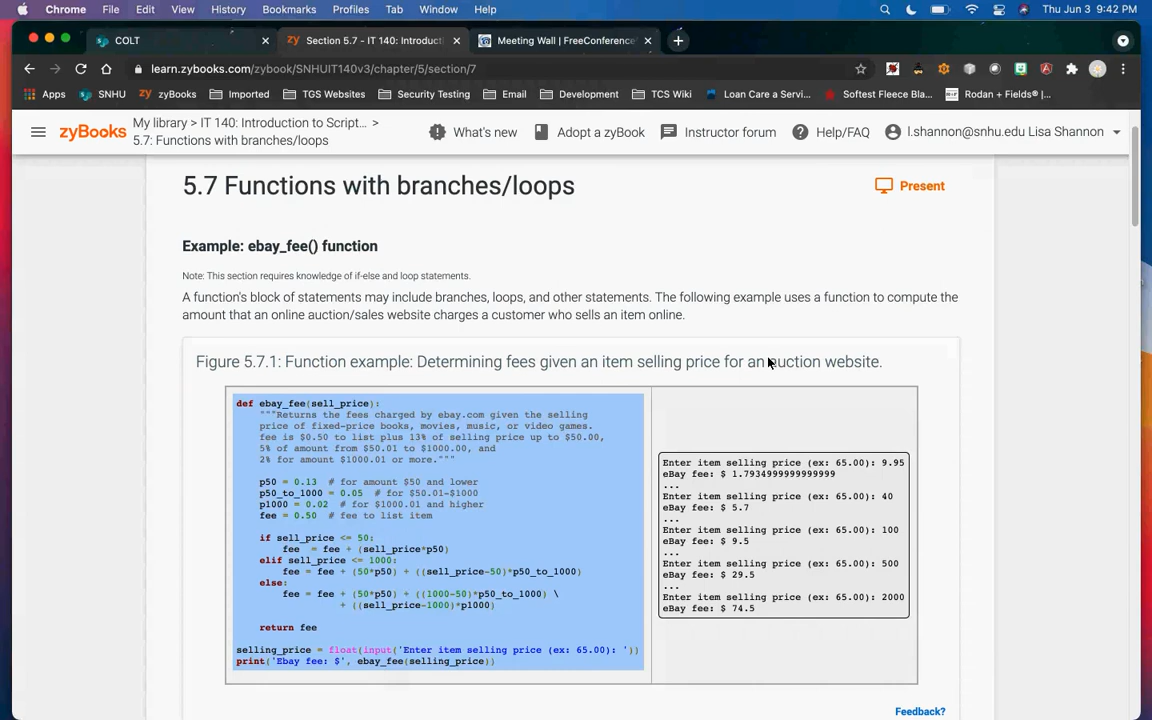 Chrome File Edit View History Bookmarks Profiles Tab Window Help Thu Jun 3 9:42 PM
COLT × zy Section 5.7 - IT 140: Introducti × Meeting Wall | FreeConference × +
learn.zybooks.com/zybook/SNHUIT140v3/chapter/5/section/7
Apps SNHU zy zyBooks Imported TGS Websites Security Testing Email Development TCS Wiki Loan Care a Servi... Softest Fleece Bla... R+F Rodan + Fields® |...
zyBooks My library > IT 140: Introduction to Script... >
5.7: Functions with branches/loops
What's new Adopt a zyBook Instructor forum Help/FAQ l.shannon@snhu.edu Lisa Shannon
5.7 Functions with branches/loops
Present
Example: ebay_fee() function
Note: This section requires knowledge of if-else and loop statements.
A function's block of statements may include branches, loops, and other statements. The following example uses a function to compute the
amount that an online auction/sales website charges a customer who sells an item online.
Figure 5.7.1: Function example: Determining fees given an item selling price for an auction website.
def ebay_fee(sell_price):
"""Returns the fees charged by ebay.com given the selling
price of fixed-price books, movies, music, or video games.
fee is $0.50 to list plus 13% of selling price up to $50.00,
5% of amount from $50.01 to $1000.00, and
2% for amount $1000.01 or more."""
p50 = 0.13 # for amount $50 and lower
p50_to_1000 = 0.05 # for $50.01-$1000
p1000 = 0.02 # for $1000.01 and higher
fee = 0.50 # fee to list item
if sell_price <= 50:
fee = fee + (sell_price*p50)
elif sell_price <= 1000:
fee = fee + (50*p50) + ((sell_price-50)*p50_to_1000)
else:
fee = fee + (50*p50) + ((1000-50)*p50_to_1000) \
+ ((sell_price-1000)*p1000)
return fee
selling_price = float(input('Enter item selling price (ex: 65.00): '))
print('Ebay fee: $', ebay_fee(selling_price))
Enter item selling price (ex: 65.00): 9.95
eBay fee: $ 1.7934999999999999
...
Enter item selling price (ex: 65.00): 40
eBay fee: $ 5.7
...
Enter item selling price (ex: 65.00): 100
eBay fee: $ 9.5
...
Enter item selling price (ex: 65.00): 500
eBay fee: $ 29.5
...
Enter item selling price (ex: 65.00): 2000
eBay fee: $ 74.5
Feedback?